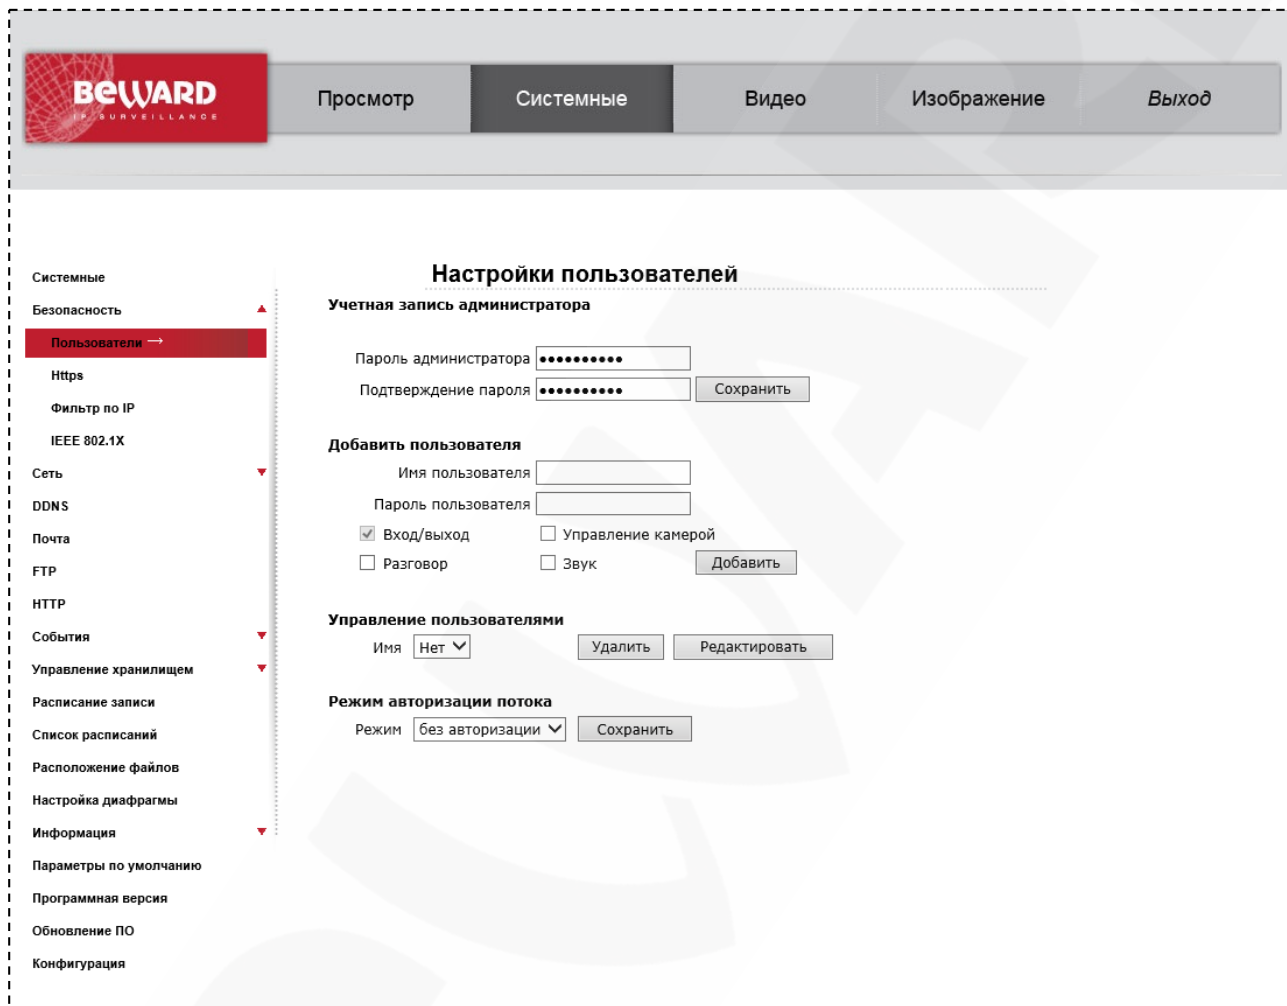 BEWARD
IP SURVEILLANCE
Просмотр
Системные
Видео
Изображение
Выход
Системные
Безопасность
Пользователи →
Https
Фильтр по IP
IEEE 802.1X
Сеть
DDNS
Почта
FTP
HTTP
События
Управление хранилищем
Расписание записи
Список расписаний
Расположение файлов
Настройка диафрагмы
Информация
Параметры по умолчанию
Программная версия
Обновление ПО
Конфигурация
Настройки пользователей
Учетная запись администратора
Пароль администратора ••••••••••
Подтверждение пароля •••••••••• Сохранить
Добавить пользователя
Имя пользователя
Пароль пользователя
Вход/выход Управление камерой
Разговор Звук Добавить
Управление пользователями
Имя Нет Удалить Редактировать
Режим авторизации потока
Режим без авторизации Сохранить